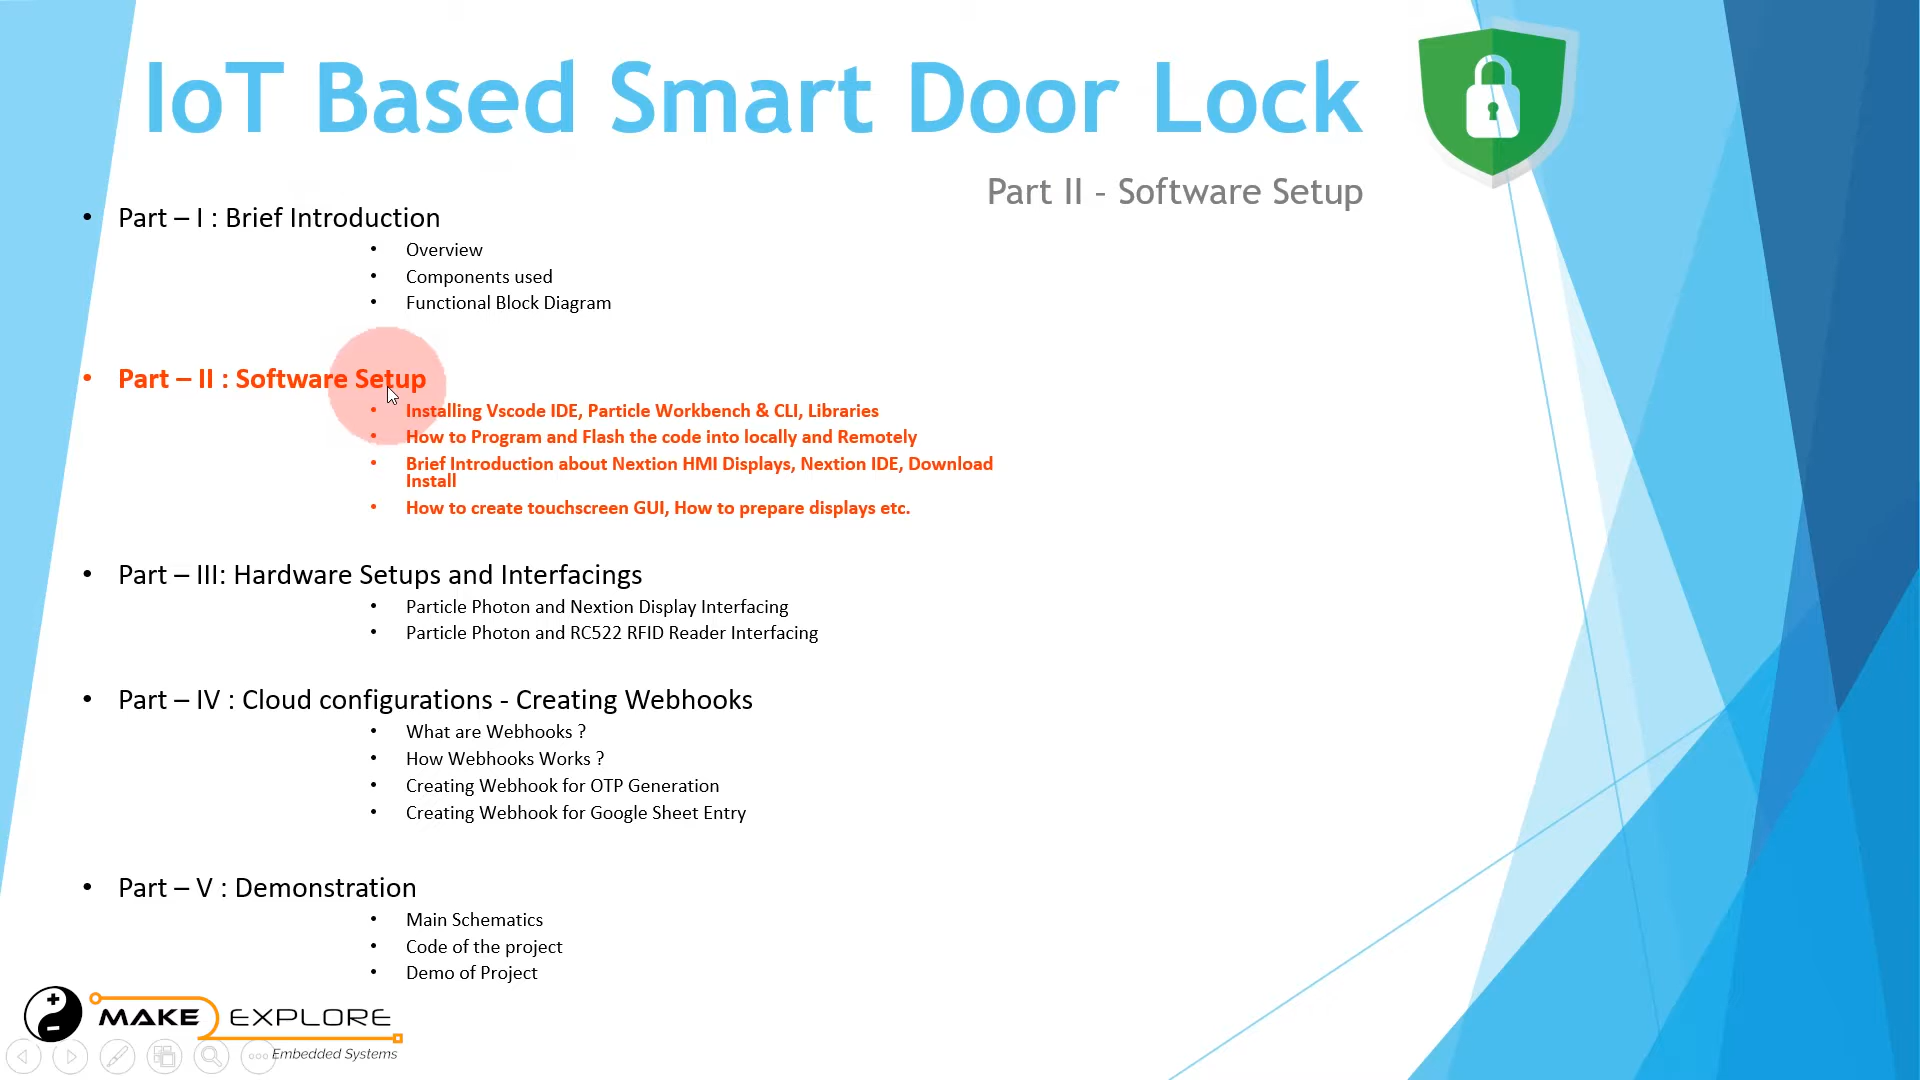 IoT Based Smart Door Lock
Part II - Software Setup
• Part – I : Brief Introduction
• Overview
• Components used
• Functional Block Diagram
• Part – II : Software Setup
• Installing Vscode IDE, Particle Workbench & CLI, Libraries
• How to Program and Flash the code into locally and Remotely
• Brief Introduction about Nextion HMI Displays, Nextion IDE, Download
Install
• How to create touchscreen GUI, How to prepare displays etc.
• Part – III: Hardware Setups and Interfacings
• Particle Photon and Nextion Display Interfacing
• Particle Photon and RC522 RFID Reader Interfacing
• Part – IV : Cloud configurations - Creating Webhooks
• What are Webhooks ?
• How Webhooks Works ?
• Creating Webhook for OTP Generation
• Creating Webhook for Google Sheet Entry
• Part – V : Demonstration
• Main Schematics
• Code of the project
• Demo of Project
MAKE EXPLORE
Embedded Systems